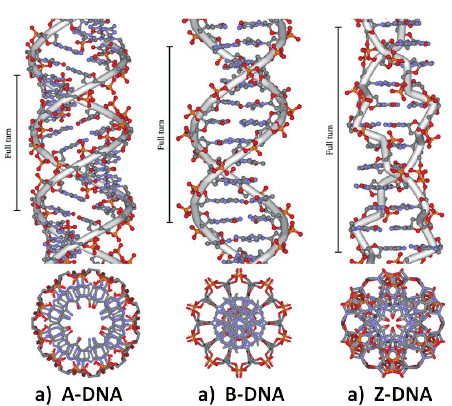 Full turn
Full turn
Full turn
a) A-DNA
a) B-DNA
a) Z-DNA